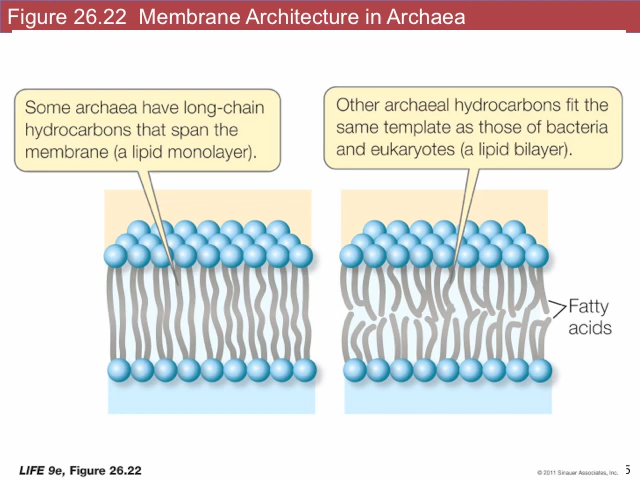 Figure 26.22 Membrane Architecture in Archaea
Some archaea have long-chain
hydrocarbons that span the
membrane (a lipid monolayer).
Other archaeal hydrocarbons fit the
same template as those of bacteria
and eukaryotes (a lipid bilayer).
Fatty
acids
LIFE 9e, Figure 26.22
© 2011 Sinauer Associates, Inc.
5